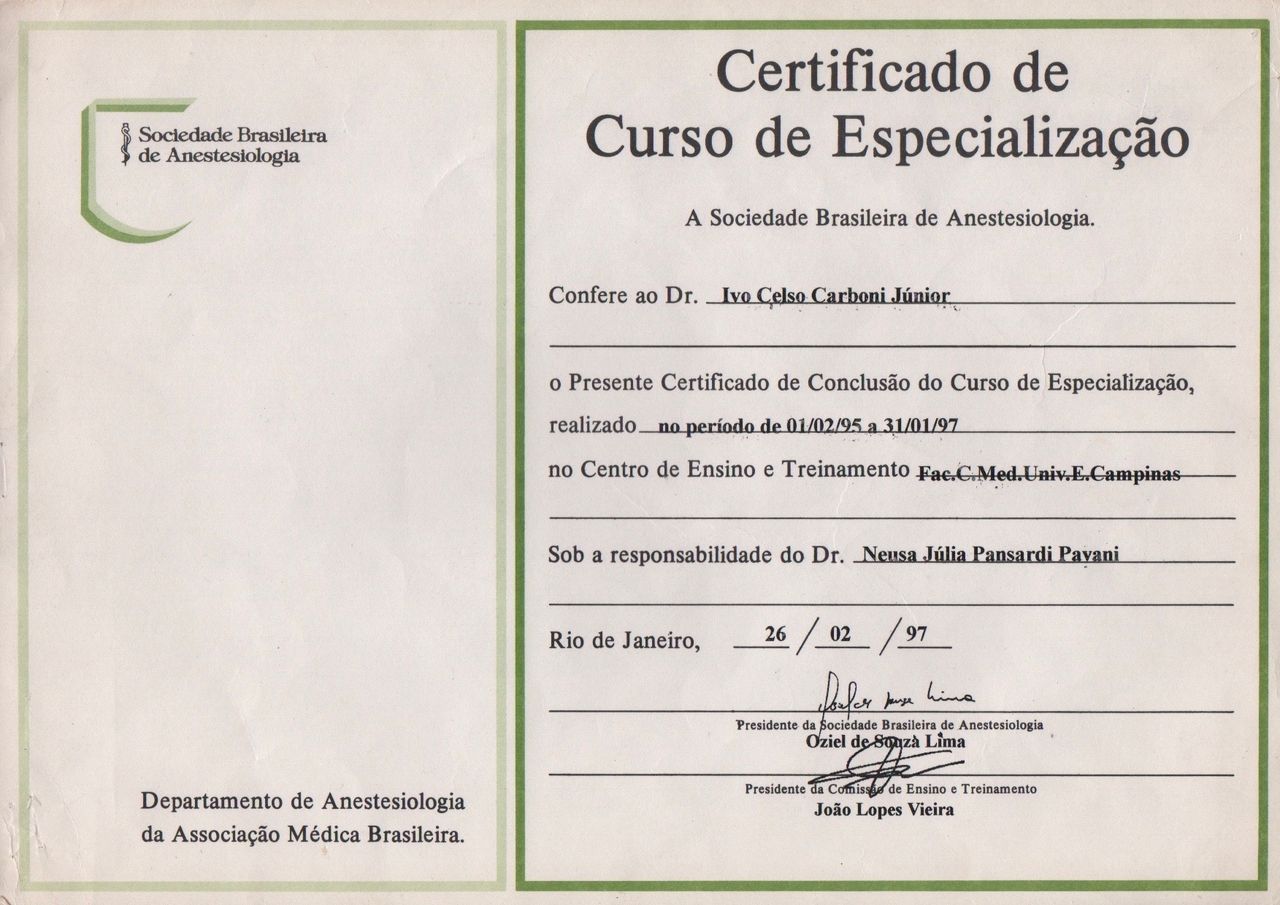 Sociedade Brasileira
de Anestesiologia
Departamento de Anestesiologia
da Associação Médica Brasileira.
Certificado de
Curso de Especialização
A Sociedade Brasileira de Anestesiologia.
Confere ao Dr. Ivo Celso Carboni Júnior
o Presente Certificado de Conclusão do Curso de Especialização,
realizado no período de 01/02/95 a 31/01/97
no Centro de Ensino e Treinamento Fac.C.Med.Univ.E.Campinas
Sob a responsabilidade do Dr. Neusa Júlia Pansardi Pavani
Rio de Janeiro, 26 / 02 / 97
Presidente da Sociedade Brasileira de Anestesiologia
Oziel de Souza Lima
Presidente da Comissão de Ensino e Treinamento
João Lopes Vieira